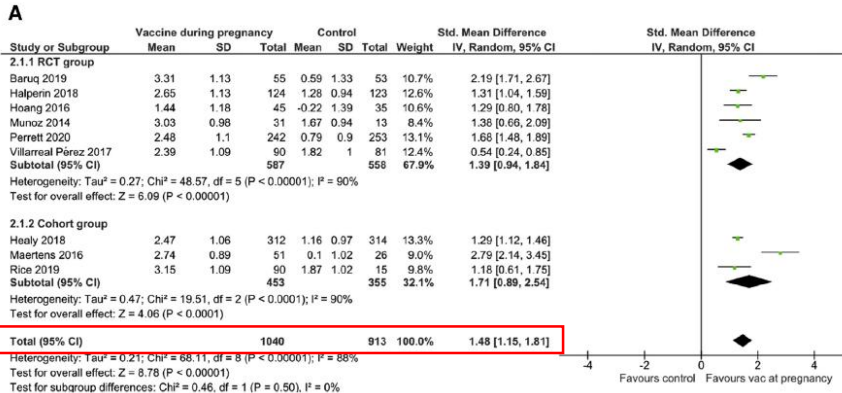 A
Vaccine during pregnancy Control Std. Mean Difference Std. Mean Difference
Study or Subgroup Mean SD Total Mean SD Total Weight IV, Random, 95% CI IV, Random, 95% CI
2.1.1 RCT group
Baruq 2019 3.31 1.13 55 0.59 1.33 53 10.7% 2.19 [1.71, 2.67]
Halperin 2018 2.65 1.13 124 1.28 0.94 123 12.6% 1.31 [1.04, 1.59]
Hoang 2016 1.44 1.18 45 -0.22 1.39 35 10.6% 1.29 [0.80, 1.78]
Munoz 2014 3.03 0.98 31 1.67 0.94 13 8.4% 1.38 [0.66, 2.09]
Perrett 2020 2.48 1.1 242 0.79 0.9 253 13.1% 1.68 [1.48, 1.89]
Villarreal Pérez 2017 2.39 1.09 90 1.82 1 81 12.4% 0.54 [0.24, 0.85]
Subtotal (95% CI) 587 558 67.9% 1.39 [0.94, 1.84]
Heterogeneity: Tau² = 0.27; Chi² = 48.57, df = 5 (P < 0.00001); I² = 90%
Test for overall effect: Z = 6.09 (P < 0.00001)
2.1.2 Cohort group
Healy 2018 2.47 1.06 312 1.16 0.97 314 13.3% 1.29 [1.12, 1.46]
Maertens 2016 2.74 0.89 51 0.1 1.02 26 9.0% 2.79 [2.14, 3.45]
Rice 2019 3.15 1.09 90 1.87 1.02 15 9.8% 1.18 [0.61, 1.75]
Subtotal (95% CI) 453 355 32.1% 1.71 [0.89, 2.54]
Heterogeneity: Tau² = 0.47; Chi² = 19.51, df = 2 (P < 0.0001); I² = 90%
Test for overall effect: Z = 4.06 (P < 0.0001)
Total (95% CI) 1040 913 100.0% 1.48 [1.15, 1.81]
Heterogeneity: Tau² = 0.21; Chi² = 68.11, df = 8 (P < 0.00001); I² = 88%
Test for overall effect: Z = 8.78 (P < 0.00001)
Test for subgroup differences: Chi² = 0.46, df = 1 (P = 0.50), I² = 0%
-4 -2 0 2 4
Favours control Favours vac at pregnancy